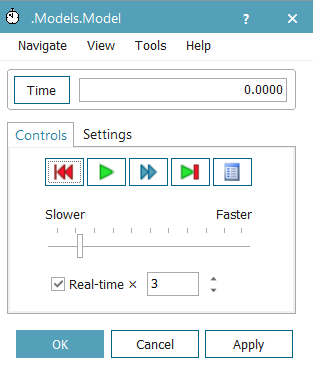 .Models.Model ? ×
Navigate View Tools Help
Time 0.0000
Controls Settings
Slower Faster
Real-time × 3
OK Cancel Apply